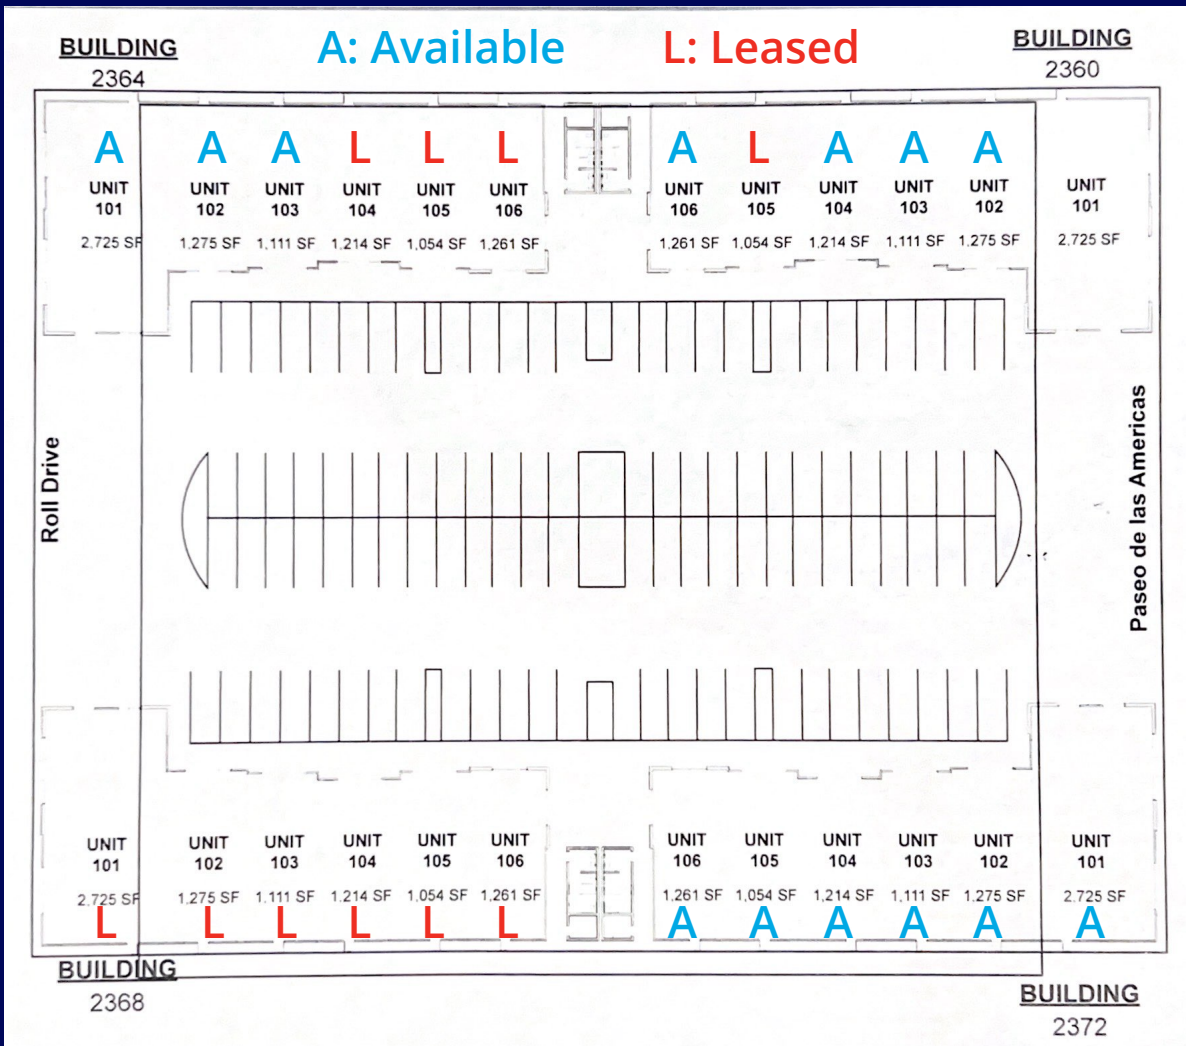 A: Available
L: Leased
BUILDING
2364
BUILDING
2360
A A A L L L A L A A A
UNIT 101
2,725 SF
UNIT 102
1,275 SF
UNIT 103
1,111 SF
UNIT 104
1,214 SF
UNIT 105
1,054 SF
UNIT 106
1,261 SF
UNIT 106
1,261 SF
UNIT 105
1,054 SF
UNIT 104
1,214 SF
UNIT 103
1,111 SF
UNIT 102
1,275 SF
UNIT 101
2,725 SF
Roll Drive
Paseo de las Americas
UNIT 101
2,725 SF
UNIT 102
1,275 SF
UNIT 103
1,111 SF
UNIT 104
1,214 SF
UNIT 105
1,054 SF
UNIT 106
1,261 SF
UNIT 106
1,261 SF
UNIT 105
1,054 SF
UNIT 104
1,214 SF
UNIT 103
1,111 SF
UNIT 102
1,275 SF
UNIT 101
2,725 SF
L L L L L L A A A A A A
BUILDING
2368
BUILDING
2372